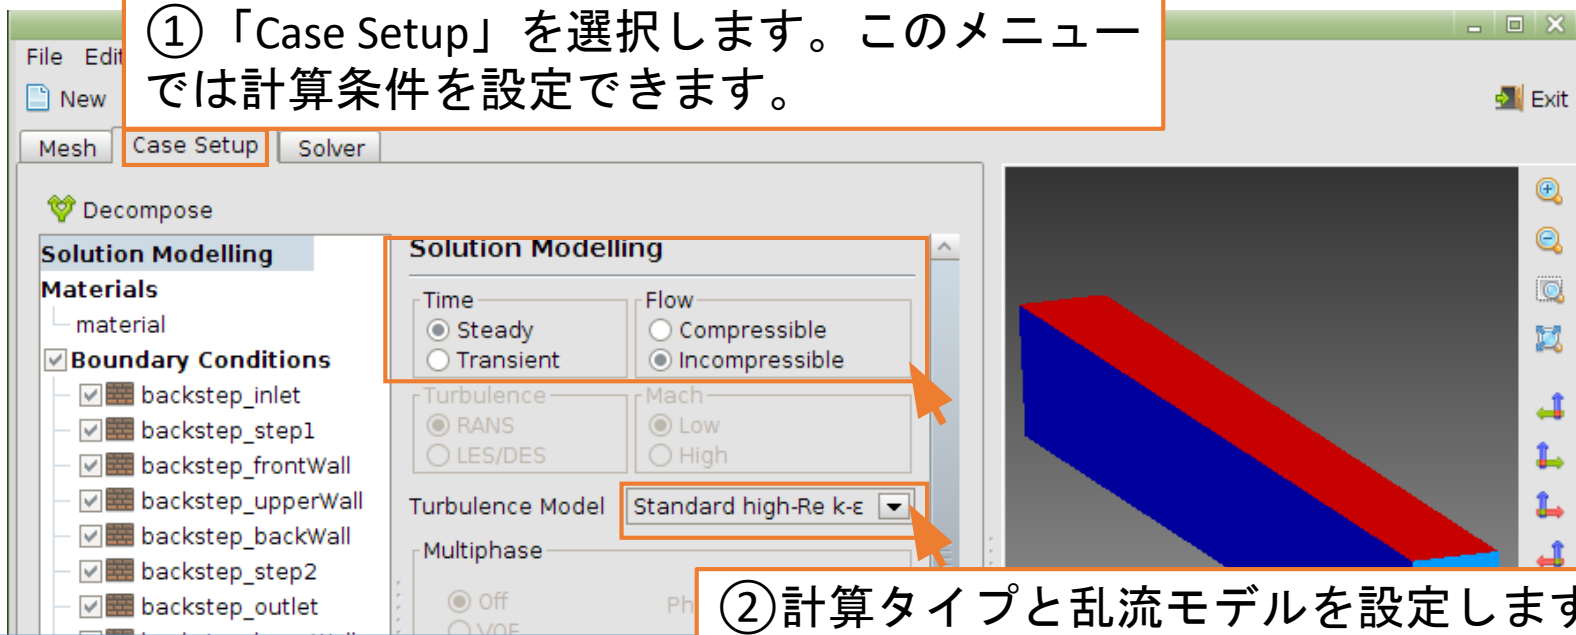 ①「Case Setup」を選択します。このメニュー
では計算条件を設定できます。
File Edit
New
Exit
Mesh Case Setup Solver
Decompose
Solution Modelling
Materials
material
Boundary Conditions
backstep_inlet
backstep_step1
backstep_frontWall
backstep_upperWall
backstep_backWall
backstep_step2
backstep_outlet
Solution Modelling
Time Flow
Steady Compressible
Transient Incompressible
Turbulence Mach
RANS Low
LES/DES High
Turbulence Model Standard high-Re k-ε
Multiphase
Off Ph
VOF
②計算タイプと乱流モデルを設定します